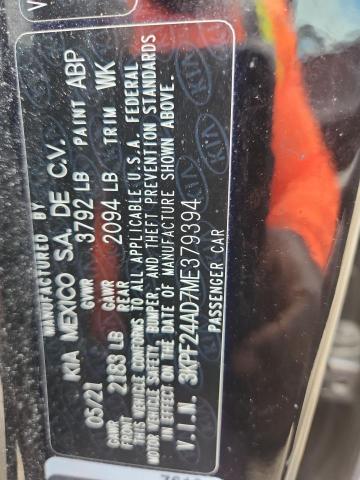 MANUFACTURED BY
KIA MEXICO S.A. DE C.V.
05/21 GVWR 3792 LB PAINT ABP
GAWR FRONT 2183 LB GAWR REAR 2094 LB TRIM WK
THIS VEHICLE CONFORMS TO ALL APPLICABLE U.S.A. FEDERAL
MOTOR VEHICLE SAFETY, BUMPER AND THEFT PREVENTION STANDARDS
IN EFFECT ON THE DATE OF MANUFACTURE SHOWN ABOVE.
V.I.N. 3KPF24AD7ME379394
PASSENGER CAR